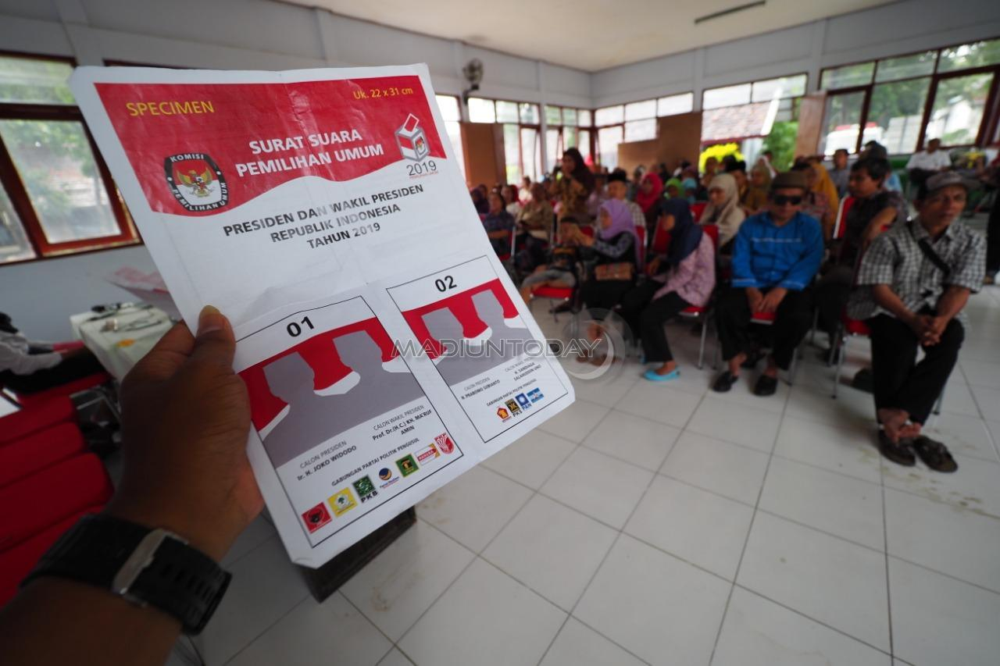 SPECIMEN
Uk. 22 x 31 cm
SURAT SUARA
PEMILIHAN UMUM
KOMISI
PEMILIHAN UMUM
2019
PEMILIHAN UMUM
PRESIDEN DAN WAKIL PRESIDEN
REPUBLIK INDONESIA
TAHUN 2019
01
CALON PRESIDEN
Ir. H. JOKO WIDODO
CALON WAKIL PRESIDEN
Prof. Dr.(H.C.) KH. MA'RUF
AMIN
GABUNGAN PARTAI POLITIK PENGUSUL
PKB
02
CALON PRESIDEN
H. PRABOWO SUBIANTO
CALON WAKIL PRESIDEN
H. SANDIAGA
SALAHUDDIN UNO
GABUNGAN PARTAI POLITIK PENGUSUL
PKS
PAN
MADIUNTODAY